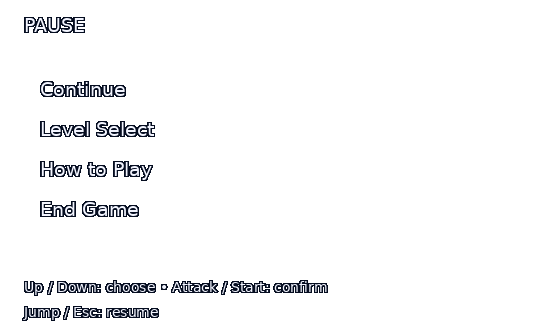 PAUSE
Continue
Level Select
How to Play
End Game
Up / Down: choose • Attack / Start: confirm
Jump / Esc: resume